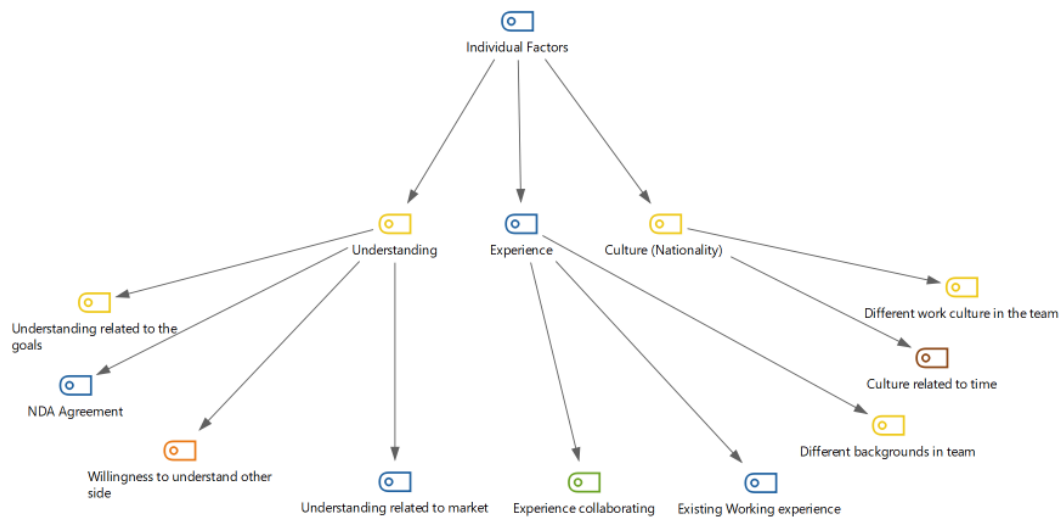 Individual Factors
Understanding
Experience
Culture (Nationality)
Understanding related to the
goals
Different work culture in the team
NDA Agreement
Culture related to time
Willingness to understand other
side
Different backgrounds in team
Understanding related to market
Experience collaborating
Existing Working experience